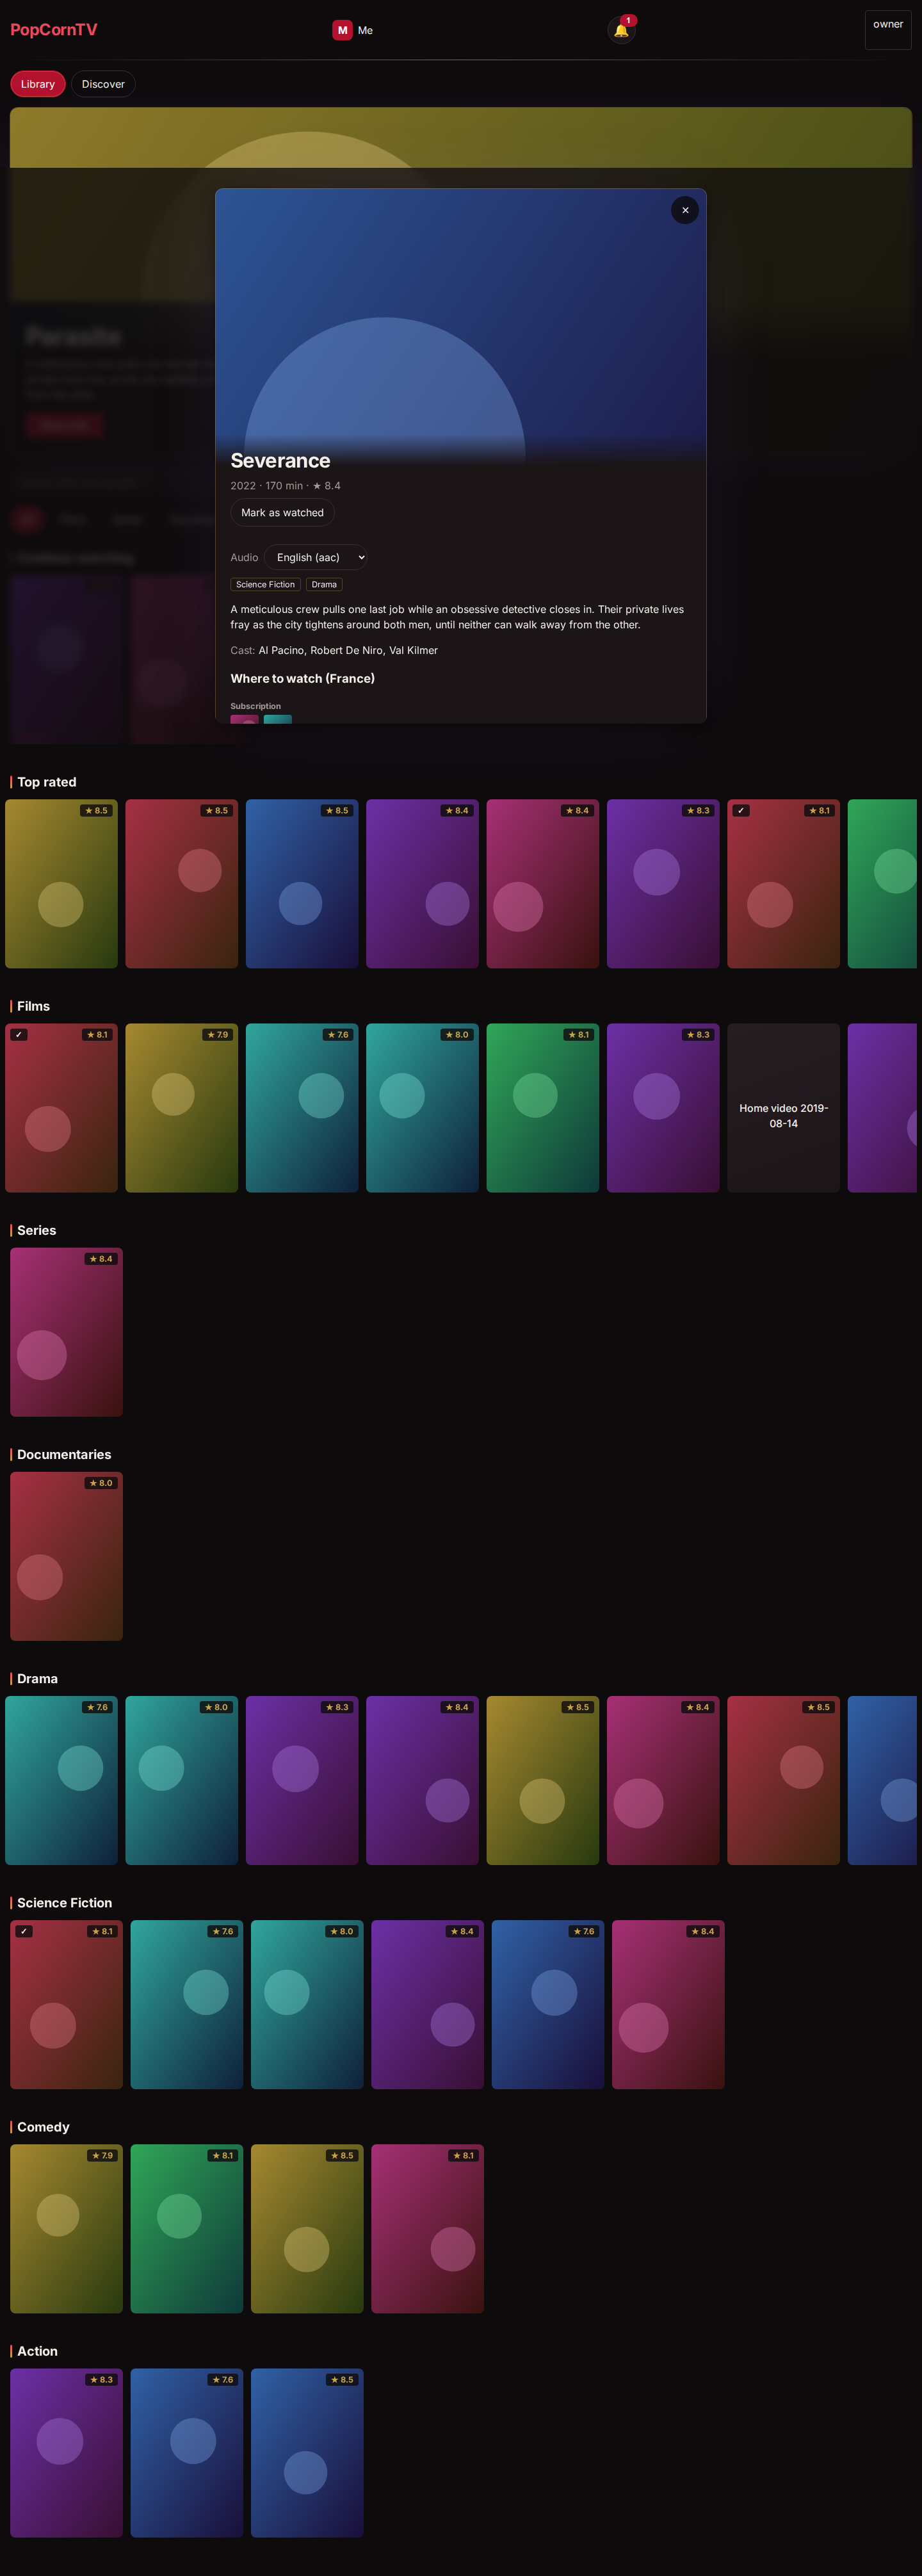 PopCornTV
M Me
1
owner
Library
Discover
Parasite
×
Severance
2022 · 170 min · ★ 8.4
Mark as watched
Audio English (aac)
Science Fiction Drama
A meticulous crew pulls one last job while an obsessive detective closes in. Their private lives
fray as the city tightens around both men, until neither can walk away from the other.
Cast: Al Pacino, Robert De Niro, Val Kilmer
Where to watch (France)
Subscription
Continue watching
Top rated
★ 8.5 ★ 8.5 ★ 8.5 ★ 8.4 ★ 8.4 ★ 8.3 ✓ ★ 8.1
Films
✓ ★ 8.1 ★ 7.9 ★ 7.6 ★ 8.0 ★ 8.1 ★ 8.3
Home video 2019-
08-14
Series
★ 8.4
Documentaries
★ 8.0
Drama
★ 7.6 ★ 8.0 ★ 8.3 ★ 8.4 ★ 8.5 ★ 8.4 ★ 8.5
Science Fiction
✓ ★ 8.1 ★ 7.6 ★ 8.0 ★ 8.4 ★ 7.6 ★ 8.4
Comedy
★ 7.9 ★ 8.1 ★ 8.5 ★ 8.1
Action
★ 8.3 ★ 7.6 ★ 8.5